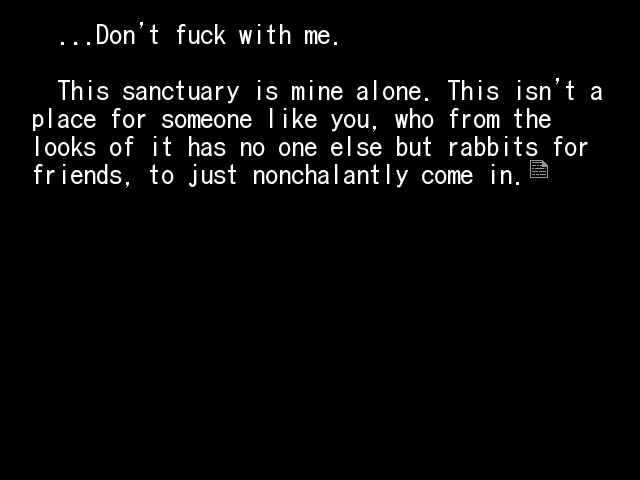 ...Don't fuck with me.
This sanctuary is mine alone. This isn't a
place for someone like you, who from the
looks of it has no one else but rabbits for
friends, to just nonchalantly come in.